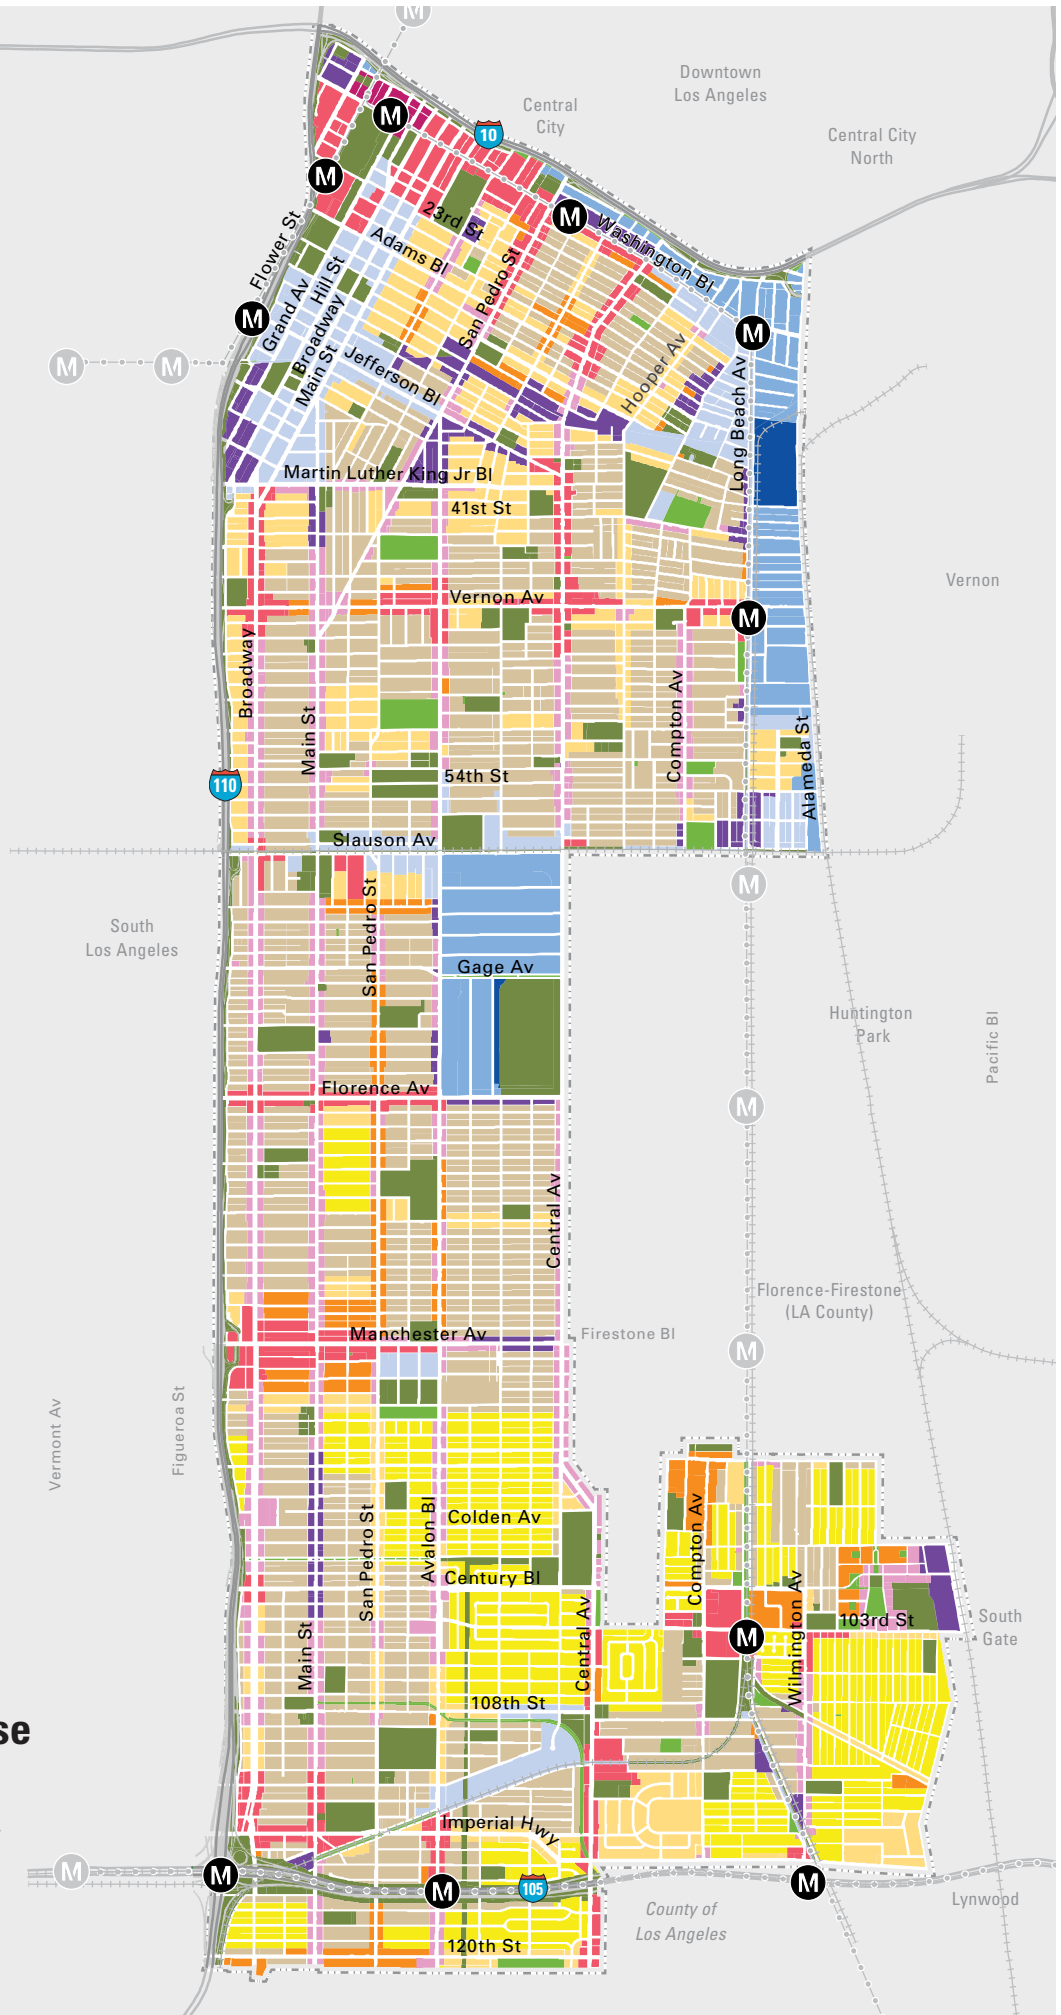 M
Downtown
Los Angeles
Central
City
10
M
Central City
North
M
23rd St
M
Washington Bl
Flower St
Adams Bl
San Pedro St
Hill St
Grand Av
Broadway
Main St
M
M
M
M
Jefferson Bl
Hooper Av
Long Beach Av
Martin Luther King Jr Bl
41st St
Vernon
Vernon Av
M
Broadway
Main St
Compton Av
Alameda St
54th St
110
Slauson Av
M
San Pedro St
South
Los Angeles
Gage Av
Huntington
Park
Pacific Bl
Florence Av
M
Central Av
Florence-Firestone
(LA County)
Manchester Av
Firestone Bl
M
Vermont Av
Figueroa St
San Pedro St
Avalon Bl
Colden Av
Compton Av
Century Bl
Main St
Central Av
Wilmington Av
103rd St
South
Gate
M
108th St
se
Imperial Hwy
M
M
M
105
M
Lynwood
County of
Los Angeles
120th St